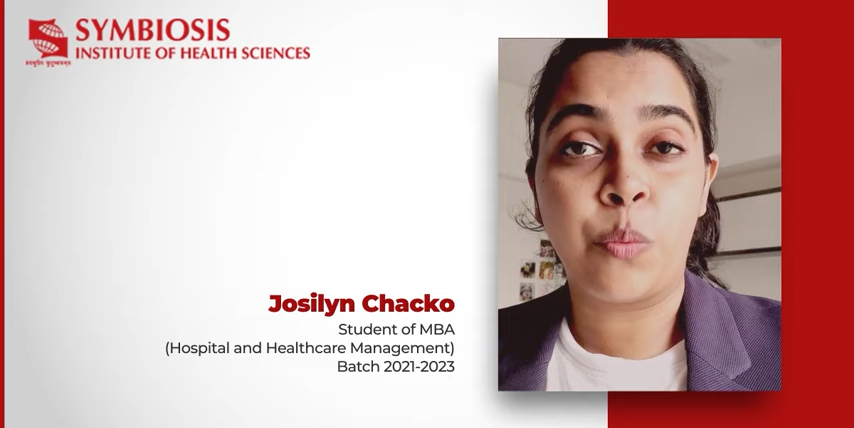 SYMBIOSIS
INSTITUTE OF HEALTH SCIENCES
Josilyn Chacko
Student of MBA
(Hospital and Healthcare Management)
Batch 2021-2023